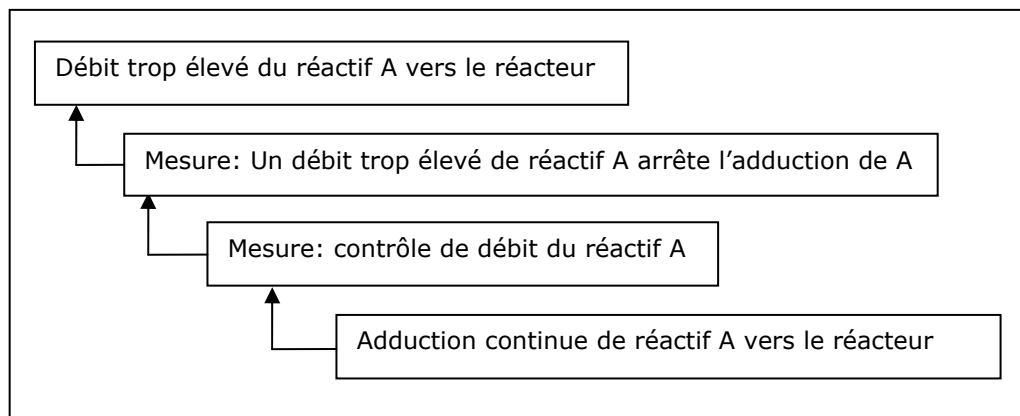 Débit trop élevé du réactif A vers le réacteur
Mesure: Un débit trop élevé de réactif A arrête l’adduction de A
Mesure: contrôle de débit du réactif A
Adduction continue de réactif A vers le réacteur